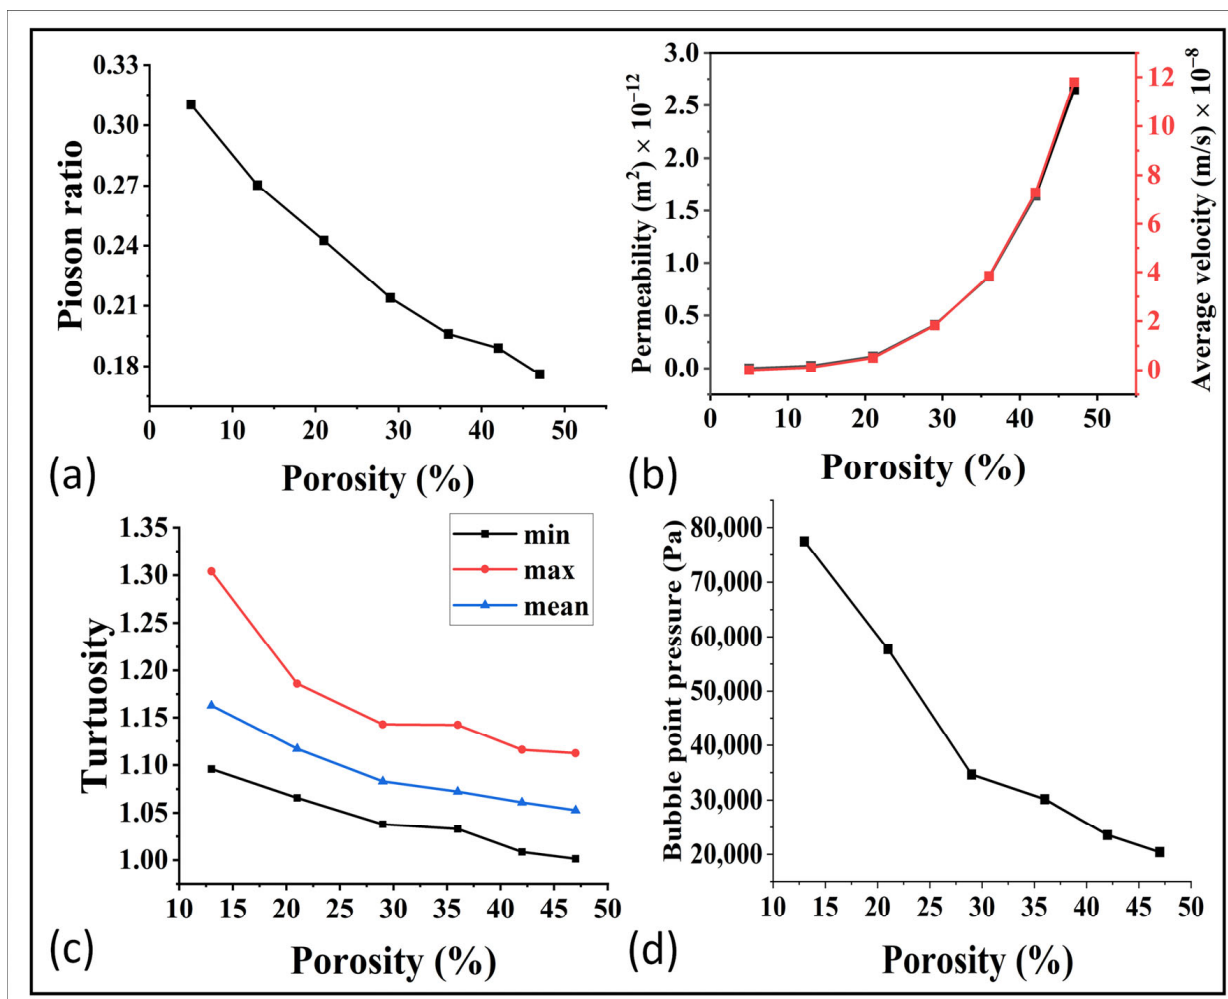 0.33
0.30
0.27
0.24
0.21
0.18
Pioson ratio
0 10 20 30 40 50
Porosity (%)
(a)
3.0
2.5
2.0
1.5
1.0
0.5
0.0
Permeability (m²) × 10⁻¹²
12
10
8
6
4
2
0
Average velocity (m/s) × 10⁻⁸
0 10 20 30 40 50
Porosity (%)
(b)
1.35
1.30
1.25
1.20
1.15
1.10
1.05
1.00
Turtuosity
min
max
mean
10 15 20 25 30 35 40 45 50
Porosity (%)
(c)
80,000
70,000
60,000
50,000
40,000
30,000
20,000
Bubble point pressure (Pa)
10 15 20 25 30 35 40 45 50
Porosity (%)
(d)